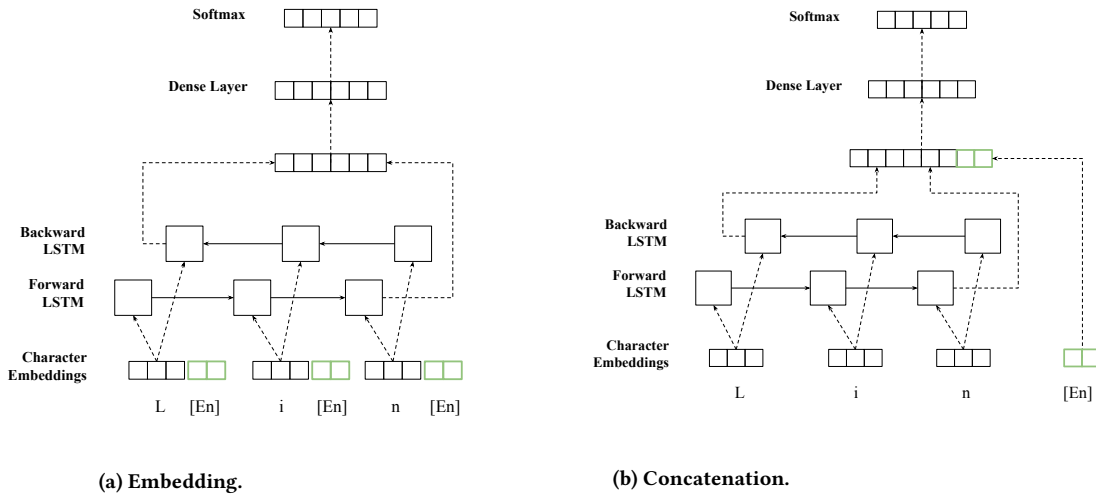 Softmax
Dense Layer
Backward
LSTM
Forward
LSTM
Character
Embeddings
L [En] i [En] n [En]
(a) Embedding.
Softmax
Dense Layer
Backward
LSTM
Forward
LSTM
Character
Embeddings
L i n [En]
(b) Concatenation.